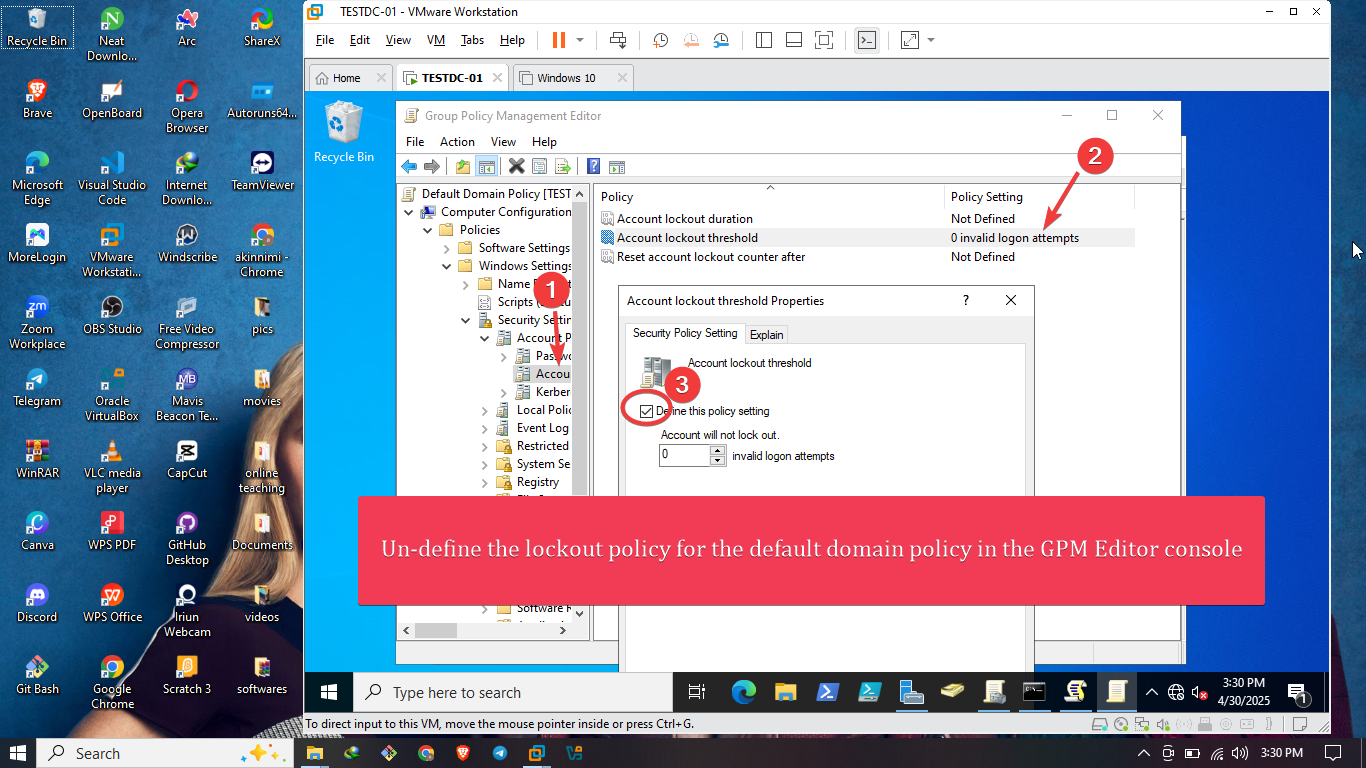 Recycle Bin
Neat Downlo...
Arc
ShareX
Brave
OpenBoard
Opera Browser
Autoruns64...
Microsoft Edge
Visual Studio Code
Internet Downlo...
TeamViewer
MoreLogin
VMware Workstati...
Windscribe
akinnimi - Chrome
Zoom Workplace
OBS Studio
Free Video Compressor
pics
Telegram
Oracle VirtualBox
Mavis Beacon Te...
movies
WinRAR
VLC media player
CapCut
online teaching
Canva
WPS PDF
GitHub Desktop
Documents
Discord
WPS Office
Iriun Webcam
videos
Git Bash
Google Chrome
Scratch 3
softwares
TESTDC-01 - VMware Workstation
File Edit View VM Tabs Help
Home
TESTDC-01
Windows 10
Recycle Bin
Group Policy Management Editor
File Action View Help
Default Domain Policy [TEST
Computer Configuration
Policies
Software Settings
Windows Settings
Name
Scripts
Security
Account P
Passwo
Accou
Kerber
Local Polic
Event Log
Restricted
System Se
Registry
Software R
Policy
Policy Setting
Account lockout duration
Not Defined
Account lockout threshold
0 invalid logon attempts
Reset account lockout counter after
Not Defined
1
2
3
Account lockout threshold Properties
?
Security Policy Setting
Explain
Account lockout threshold
Define this policy setting
Account will not lock out.
0
invalid logon attempts
Un-define the lockout policy for the default domain policy in the GPM Editor console
Type here to search
3:30 PM
4/30/2025
1
To direct input to this VM, move the mouse pointer inside or press Ctrl+G.
Search
3:30 PM